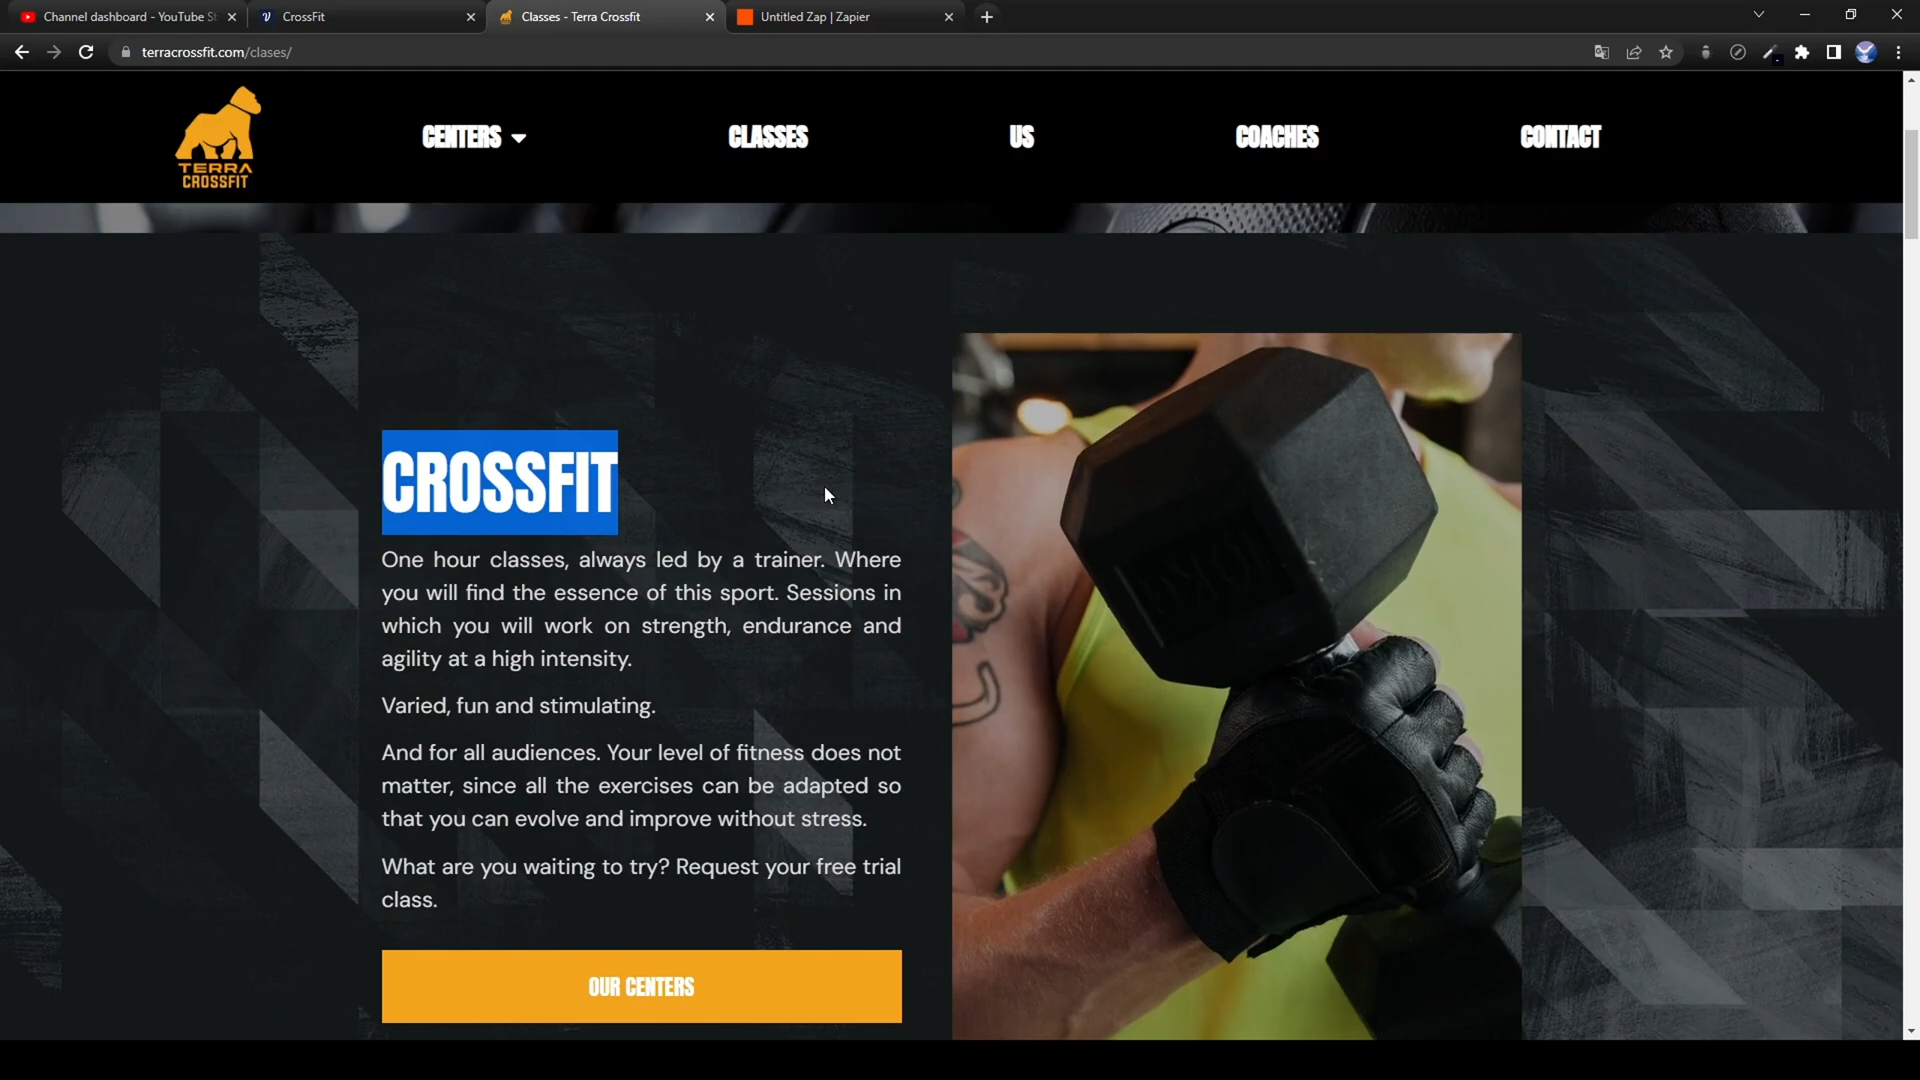 Channel dashboard - YouTube St
CrossFit
Classes - Terra Crossfit
Untitled Zap | Zapier
terracrossfit.com/clases/
TERRA
CROSSFIT
CENTERS
CLASSES
US
COACHES
CONTACT
CROSSFIT
One hour classes, always led by a trainer. Where
you will find the essence of this sport. Sessions in
which you will work on strength, endurance and
agility at a high intensity.
Varied, fun and stimulating.
And for all audiences. Your level of fitness does not
matter, since all the exercises can be adapted so
that you can evolve and improve without stress.
What are you waiting to try? Request your free trial
class.
OUR CENTERS